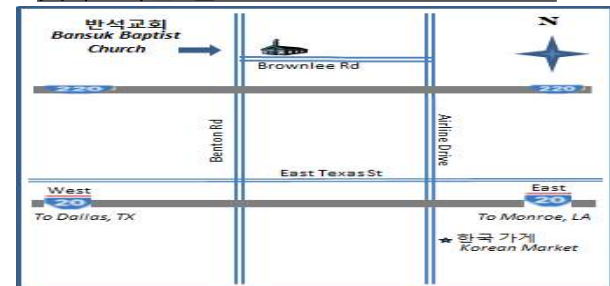 반석교회
Bansuk Baptist
Church
N
Brownlee Rd
220
220
Benton Rd
Airline Drive
East Texas St
West
20
East
20
To Dallas, TX
To Monroe, LA
한국 가게
Korean Market